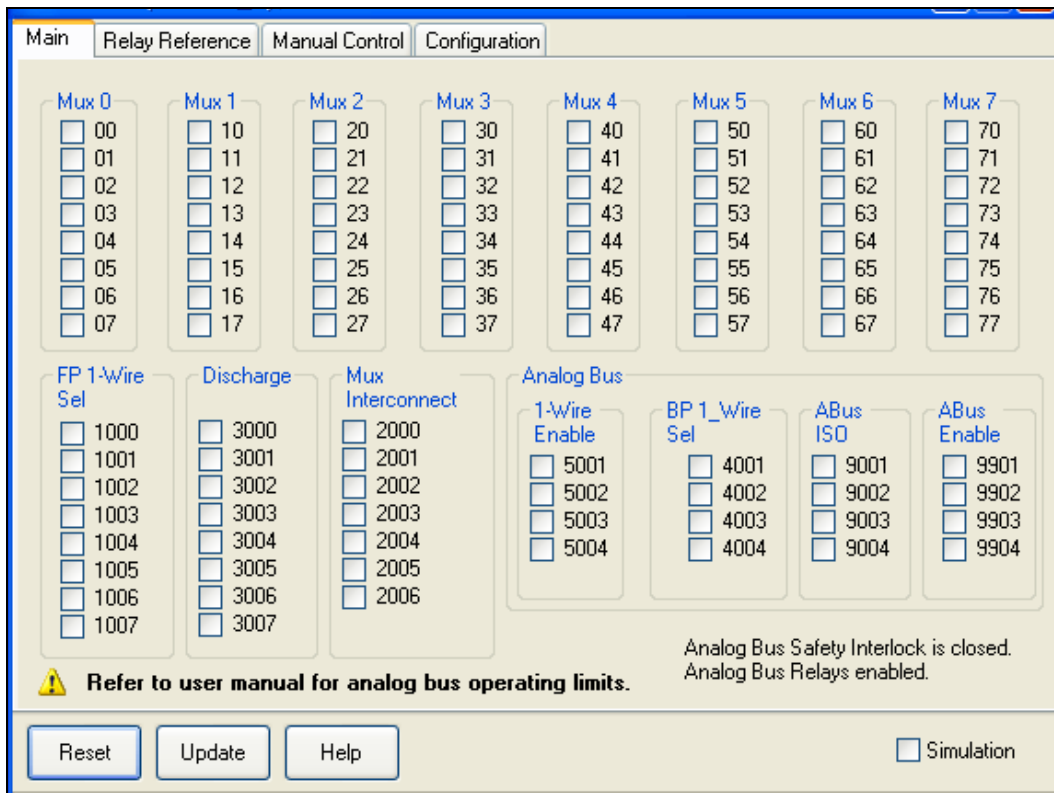 Main Relay Reference Manual Control Configuration
Mux 0 Mux 1 Mux 2 Mux 3 Mux 4 Mux 5 Mux 6 Mux 7
00 10 20 30 40 50 60 70
01 11 21 31 41 51 61 71
02 12 22 32 42 52 62 72
03 13 23 33 43 53 63 73
04 14 24 34 44 54 64 74
05 15 25 35 45 55 65 75
06 16 26 36 46 56 66 76
07 17 27 37 47 57 67 77
FP 1-Wire
Sel
1000
1001
1002
1003
1004
1005
1006
1007
Discharge
3000
3001
3002
3003
3004
3005
3006
3007
Mux
Interconnect
2000
2001
2002
2003
2004
2005
2006
Analog Bus
1-Wire
Enable
5001
5002
5003
5004
BP 1_Wire
Sel
4001
4002
4003
4004
ABus
ISO
9001
9002
9003
9004
ABus
Enable
9901
9902
9903
9904
Analog Bus Safety Interlock is closed.
Analog Bus Relays enabled.
Refer to user manual for analog bus operating limits.
Reset Update Help Simulation